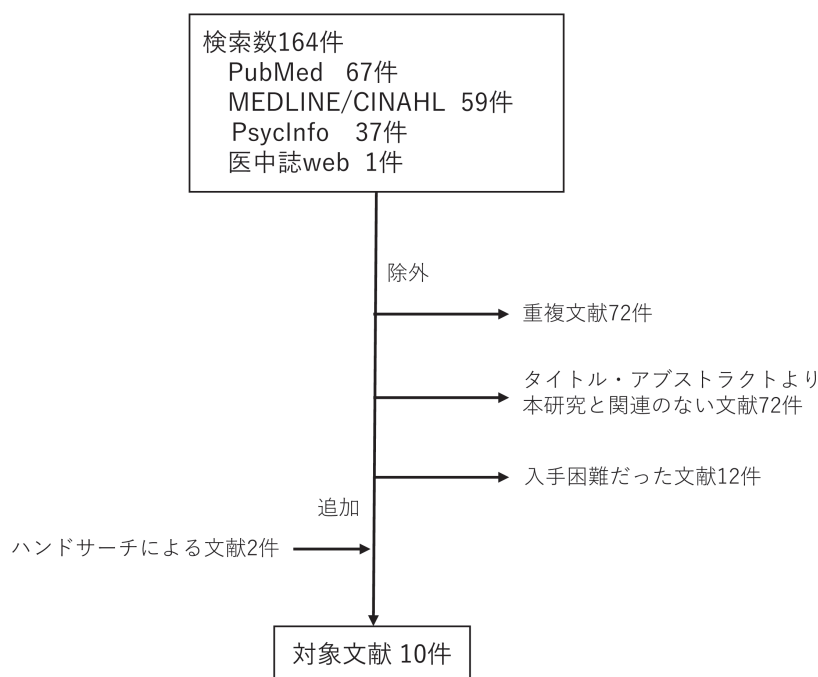 検索数164件
PubMed 67件
MEDLINE/CINAHL 59件
PsycInfo 37件
医中誌web 1件
除外
重複文献72件
タイトル・アブストラクトより
本研究と関連のない文献72件
入手困難だった文献12件
追加
ハンドサーチによる文献2件
対象文献 10件